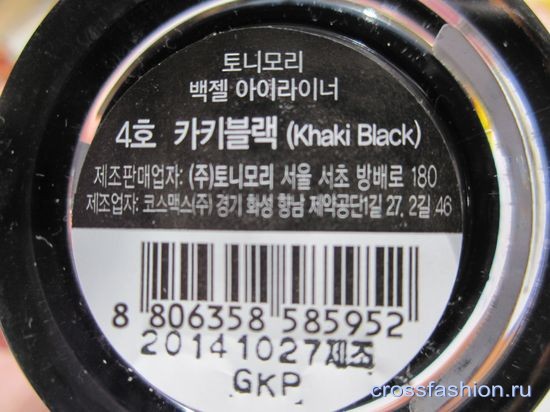 토니모리
백젤 아이라이너
4호 카키블랙 (Khaki Black)
제조판매업자: (주)토니모리 서울 서초 방배로 180
제조업자: 코스맥스(주) 경기 화성 향남 제약공단1길 27, 2길 46
8 806358 585952
20141027제조
GKP
crossfashion.ru